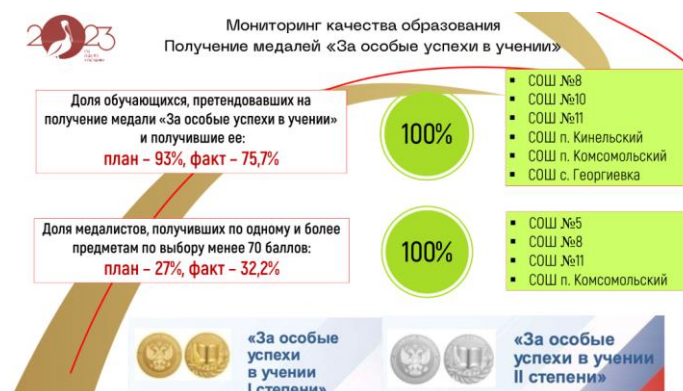 2023
Мониторинг качества образования
Получение медалей «За особые успехи в учении»
Доля обучающихся, претендовавших на
получение медали «За особые успехи в учении»
и получившие ее:
план – 93%, факт – 75,7%
100%
▪ СОШ №8
▪ СОШ №10
▪ СОШ №11
▪ СОШ п. Кинельский
▪ СОШ п. Комсомольский
▪ СОШ с. Георгиевка
Доля медалистов, получивших по одному и более
предметам по выбору менее 70 баллов:
план – 27%, факт – 32,2%
100%
▪ СОШ №5
▪ СОШ №8
▪ СОШ №11
▪ СОШ п. Комсомольский
«За особые
успехи
в учении
I степени»
«За особые
успехи в учении
II степени»